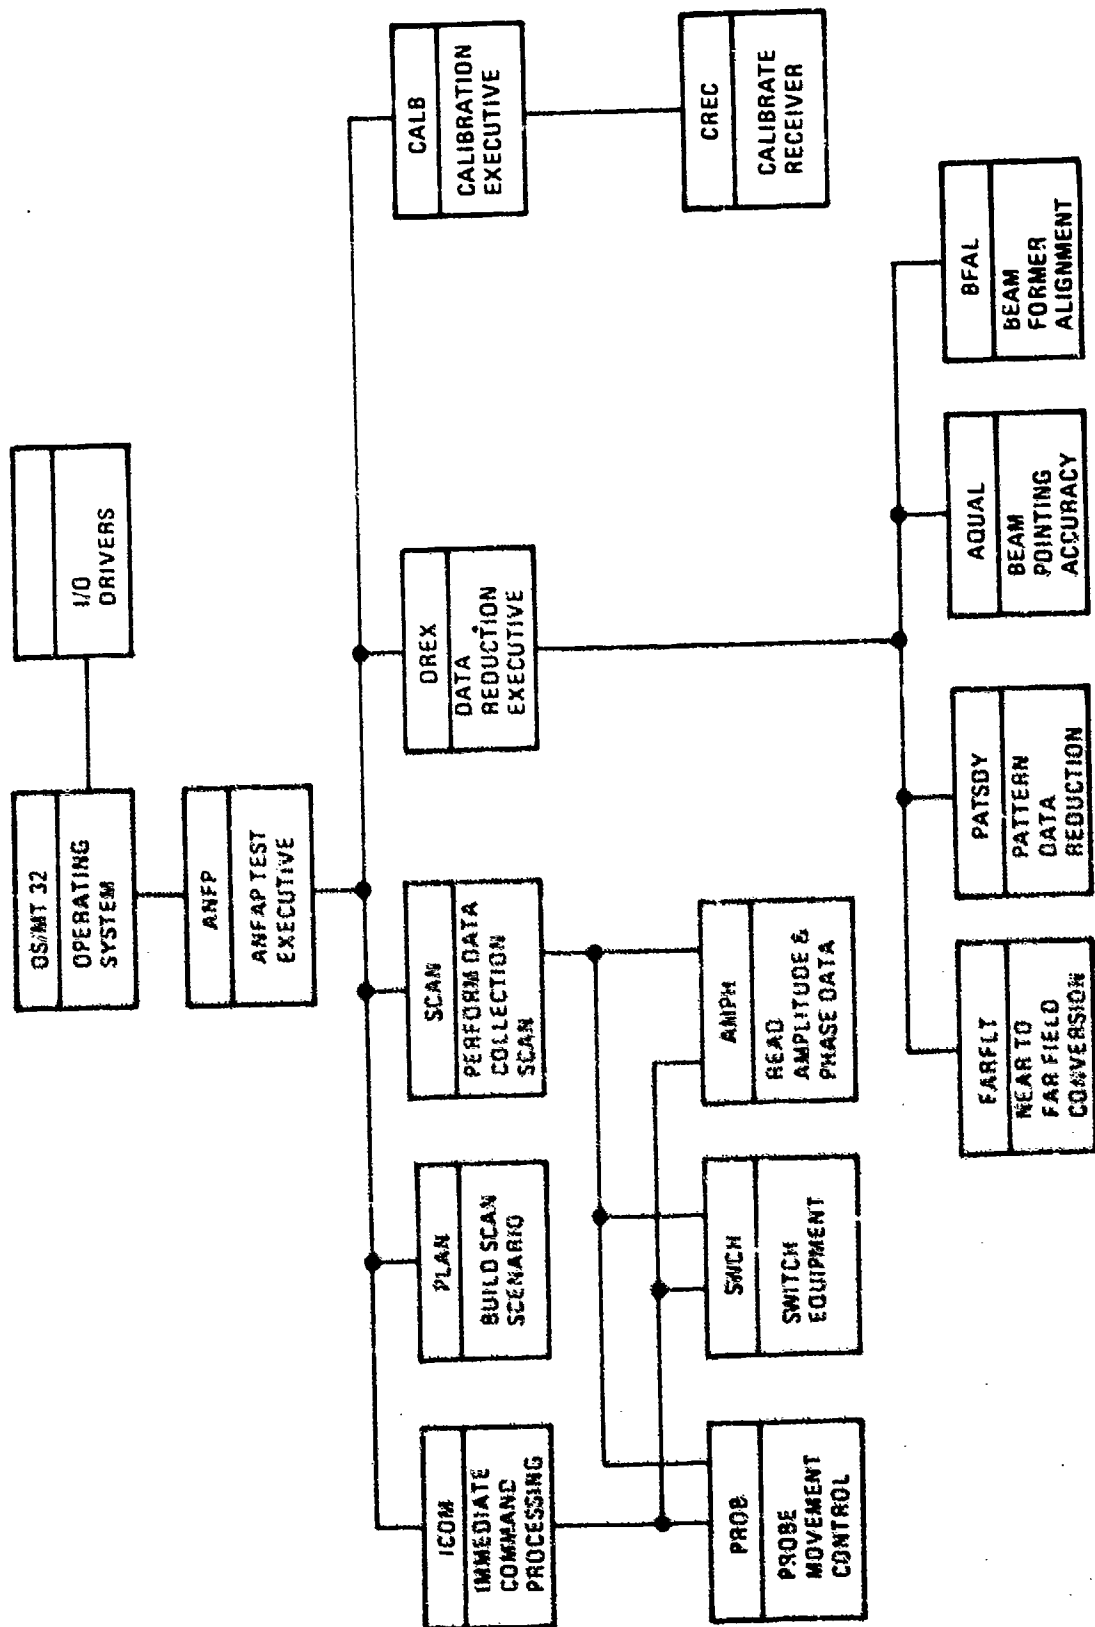 OS/MT 32
OPERATING
SYSTEM
I/O
DRIVERS
ANFP
ANFAP TEST
EXECUTIVE
ICOM
IMMEDIATE
COMMAND
PROCESSING
PLAN
BUILD SCAN
SCENARIO
SCAN
PERFORM DATA
COLLECTION
SCAN
DREX
DATA
REDUCTION
EXECUTIVE
CALB
CALIBRATION
EXECUTIVE
PROB
PROBE
MOVEMENT
CONTROL
SWCH
SWITCH
EQUIPMENT
AMPH
READ
AMPLITUDE &
PHASE DATA
CREC
CALIBRATE
RECEIVER
FARFLT
NEAR TO
FAR FIELD
CONVERSION
PATSDY
PATTERN
DATA
REDUCTION
AQUAL
BEAM
POINTING
ACCURACY
BFAL
BEAM
FORMER
ALIGNMENT